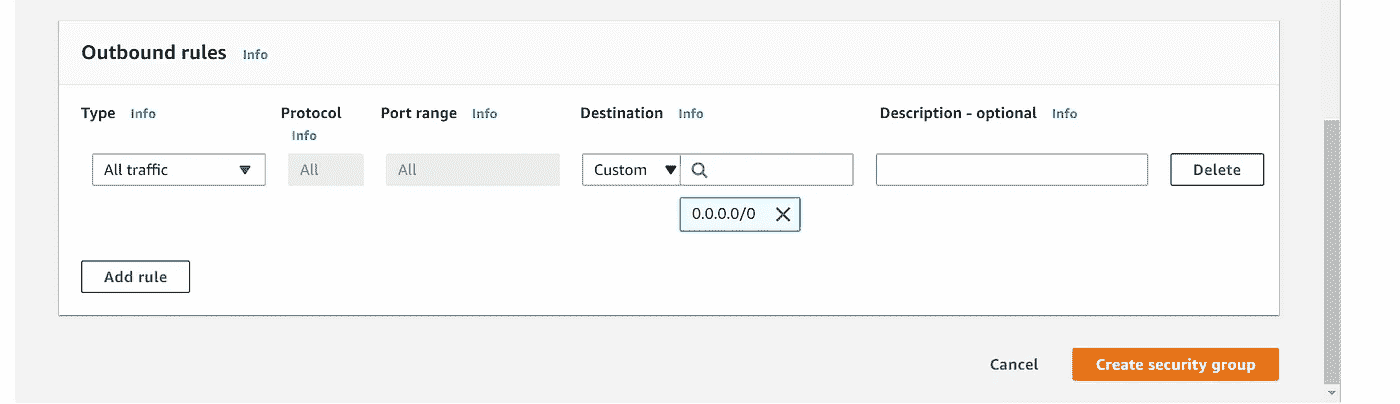 Outbound rules Info
Type Info Protocol Info Port range Info Destination Info Description - optional Info
All traffic All All Custom Delete
0.0.0.0/0
Add rule
Cancel Create security group